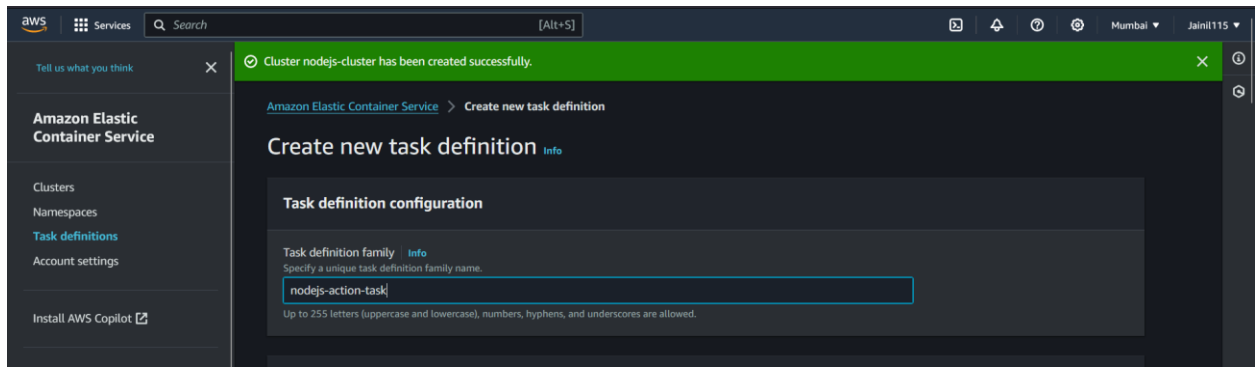 aws
Services
Search
[Alt+S]
Mumbai
Jainil115
Tell us what you think
Cluster nodejs-cluster has been created successfully.
Amazon Elastic
Container Service
Clusters
Namespaces
Task definitions
Account settings
Install AWS Copilot
Amazon Elastic Container Service > Create new task definition
Create new task definition Info
Task definition configuration
Task definition family Info
Specify a unique task definition family name.
nodejs-action-task
Up to 255 letters (uppercase and lowercase), numbers, hyphens, and underscores are allowed.